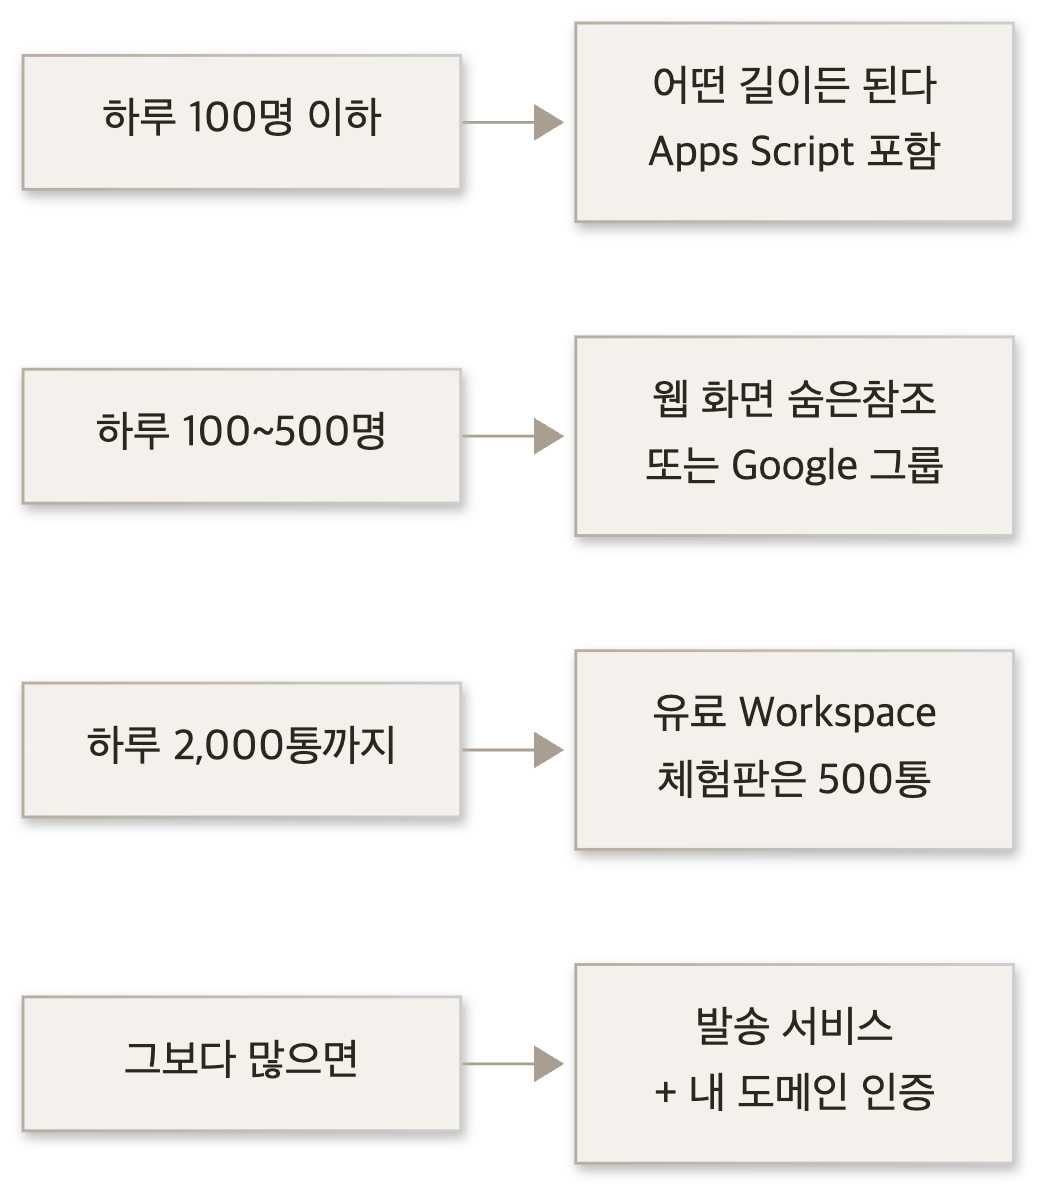 하루 100명 이하
어떤 길이든 된다
Apps Script 포함
하루 100~500명
웹 화면 숨은참조
또는 Google 그룹
하루 2,000통까지
유료 Workspace
체험판은 500통
그보다 많으면
발송 서비스
+ 내 도메인 인증